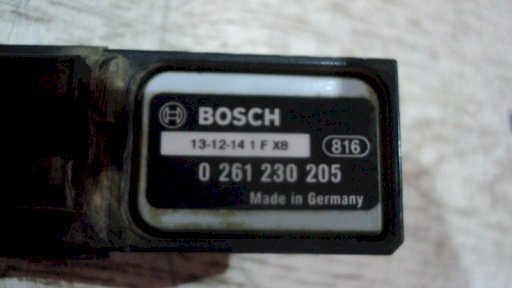 BOSCH
13-12-14 1 F X8
816
0 261 230 205
Made in Germany